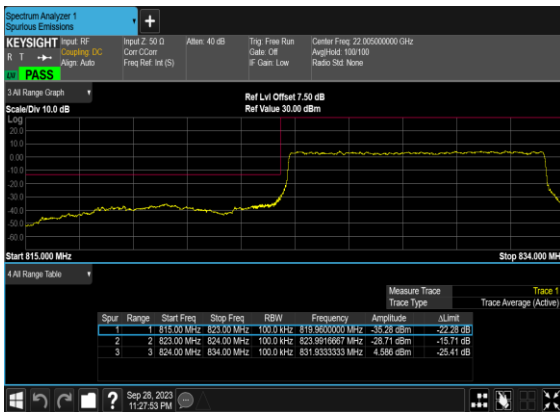 Spectrum Analyzer 1
Spurious Emissions
KEYSIGHT Input: RF Input Z: 50 Ω Atten: 40 dB Trig: Free Run Center Freq: 22.005000000 GHz
R T Coupling: DC Corr CCorr Gate: Off Avg|Hold: 100/100
Align: Auto Freq Ref: Int (S) IF Gain: Low Radio Std: None
PASS
3 All Range Graph
Ref Lvl Offset 7.50 dB
Scale/Div 10.0 dB Ref Value 30.00 dBm
Log
20.0
10.0
0.00
-10.0
-20.0
-30.0
-40.0
-50.0
-60.0
Start 815.000 MHz Stop 834.000 MH
4 All Range Table
Measure Trace Trace 1
Trace Type Trace Average (Active)
Spur Range Start Freq Stop Freq RBW Frequency Amplitude ΔLimit
1 1 815.00 MHz 823.00 MHz 100.0 kHz 819.9600000 MHz -35.28 dBm -22.28 dB
2 2 823.00 MHz 824.00 MHz 100.0 kHz 823.9916667 MHz -28.71 dBm -15.71 dB
3 3 824.00 MHz 834.00 MHz 100.0 kHz 831.9333333 MHz 4.586 dBm -25.41 dB
Sep 28, 2023
11:27:53 PM